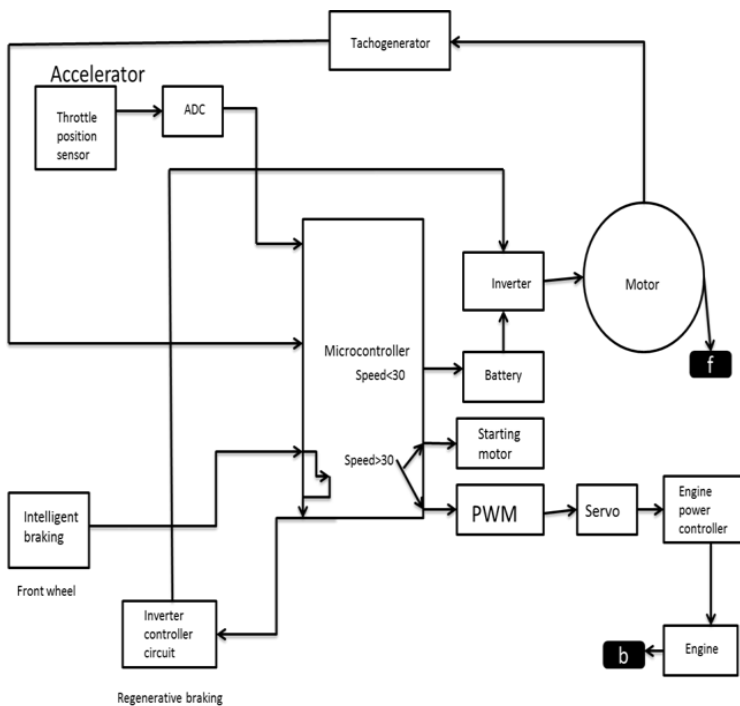 Tachogenerator
Accelerator
Throttle
position
sensor
ADC
Inverter
Motor
Microcontroller
Speed<30
Battery
f
Speed>30
Starting
motor
Intelligent
braking
PWM
Servo
Engine
power
controller
Front wheel
Inverter
controller
circuit
b
Engine
Regenerative braking